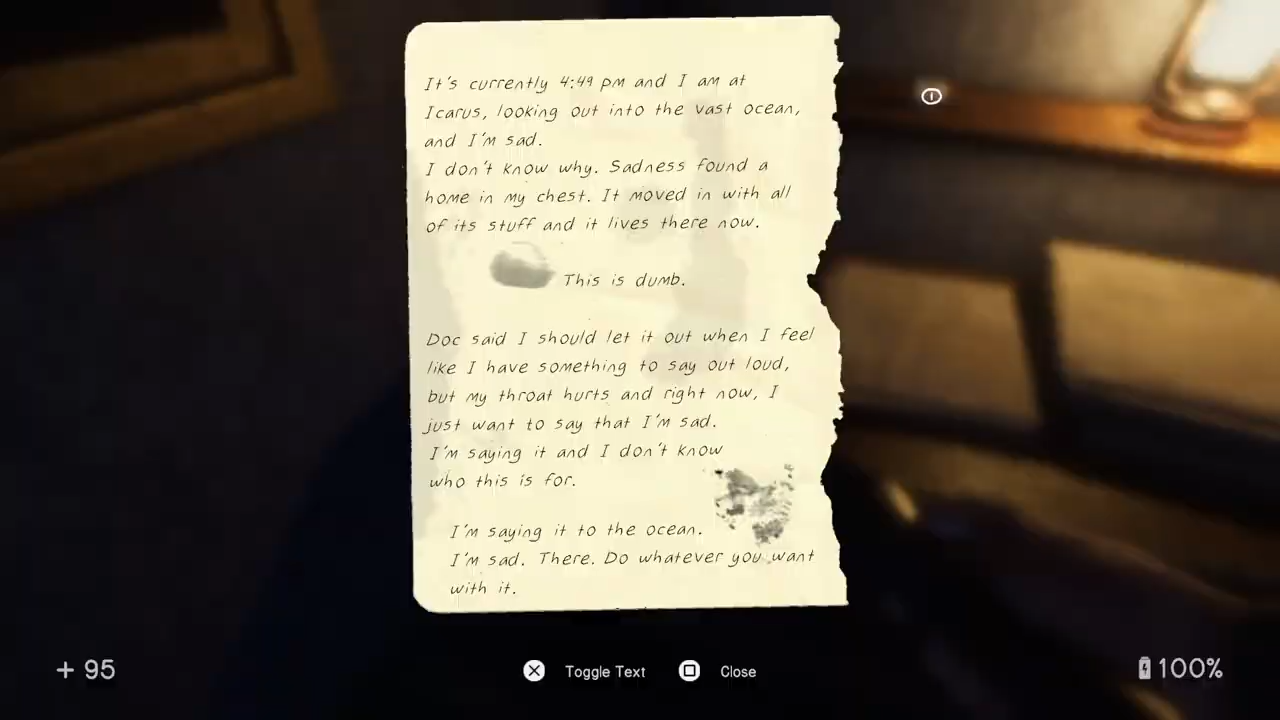 It's currently 4:49 pm and I am at
Icarus, looking out into the vast ocean,
and I'm sad.
I don't know why. Sadness found a
home in my chest. It moved in with all
of its stuff and it lives there now.
This is dumb.
Doc said I should let it out when I feel
like I have something to say out loud,
but my throat hurts and right now, I
just want to say that I'm sad.
I'm saying it and I don't know
who this is for.
I'm saying it to the ocean.
I'm sad. There. Do whatever you want
with it.
+ 95
Toggle Text
Close
100%